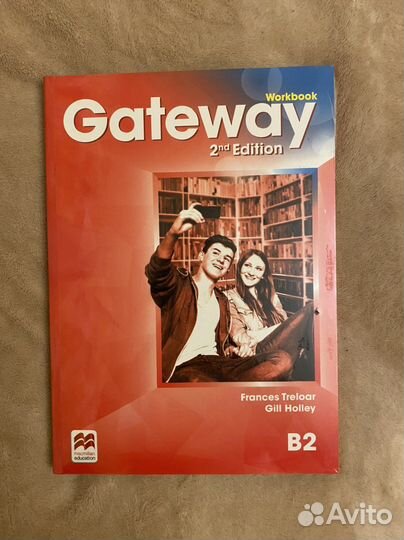 Workbook
Gateway
2nd Edition
Frances Treloar
Gill Holley
B2
macmillan
education
Avito